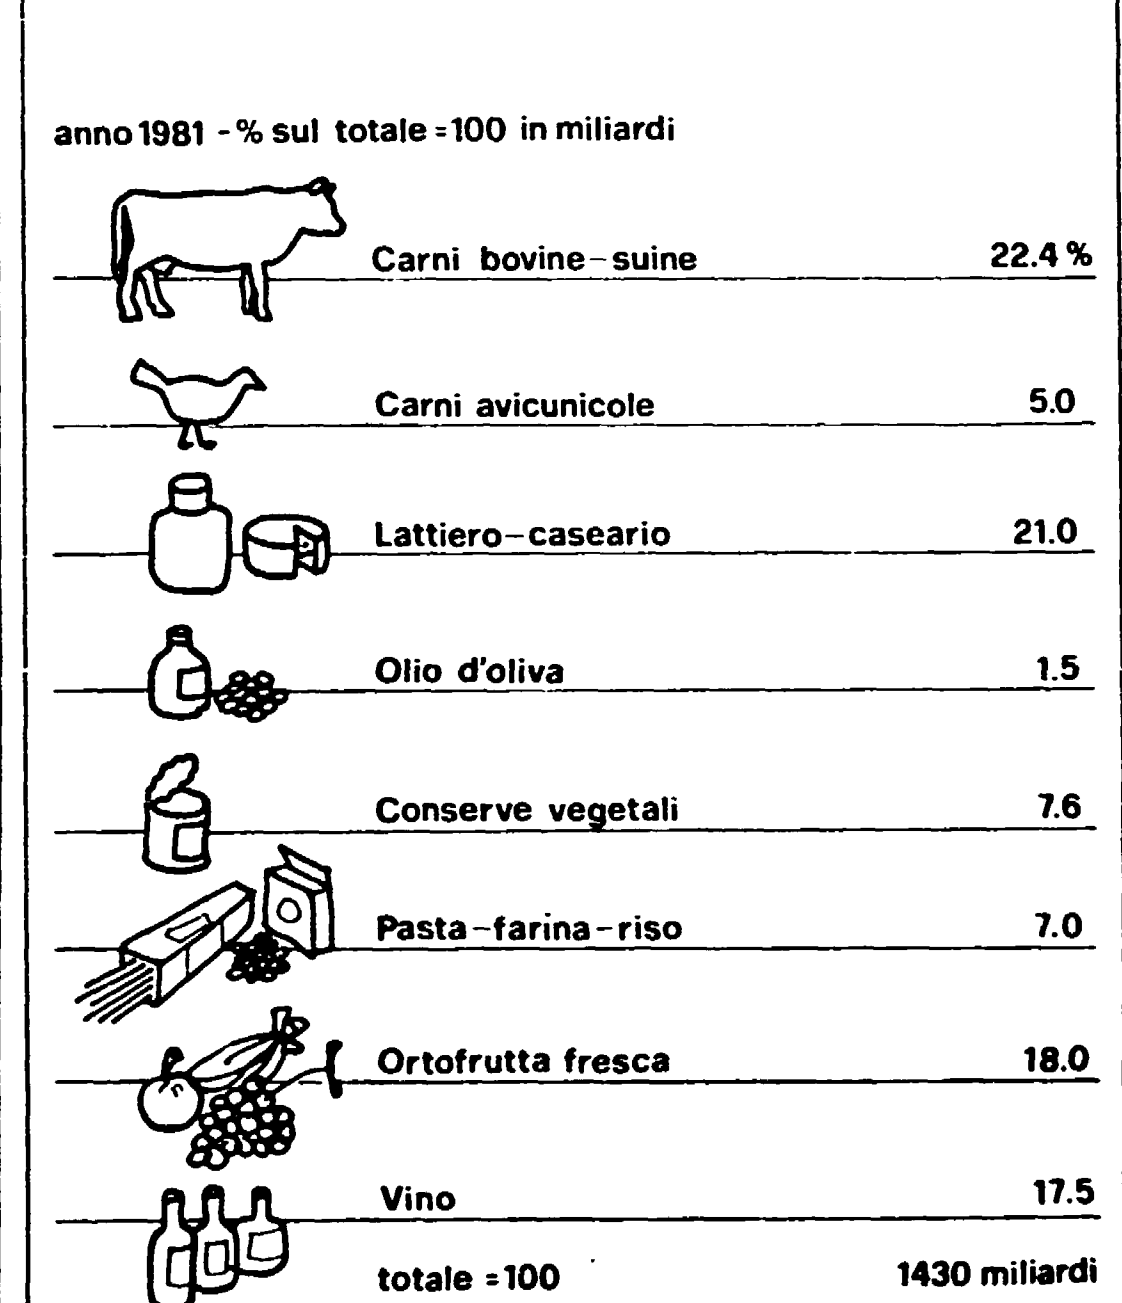 anno 1981 - % sul totale = 100 in miliardi
Carni bovine-suine 22.4 %
Carni avicunicole 5.0
Lattiero-caseario 21.0
Olio d'oliva 1.5
Conserve vegetali 7.6
Pasta-farina-riso 7.0
Ortofrutta fresca 18.0
Vino 17.5
totale = 100 1430 miliardi